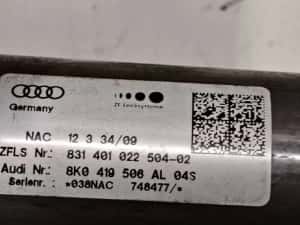 Germany
ZF Lenksysteme
NAC 12 3 34/09
ZFLS Nr.: 831 401 022 504-02
Audi Nr.: 8K0 419 506 AL 04S
Seriennr.: *038NAC 748477/*